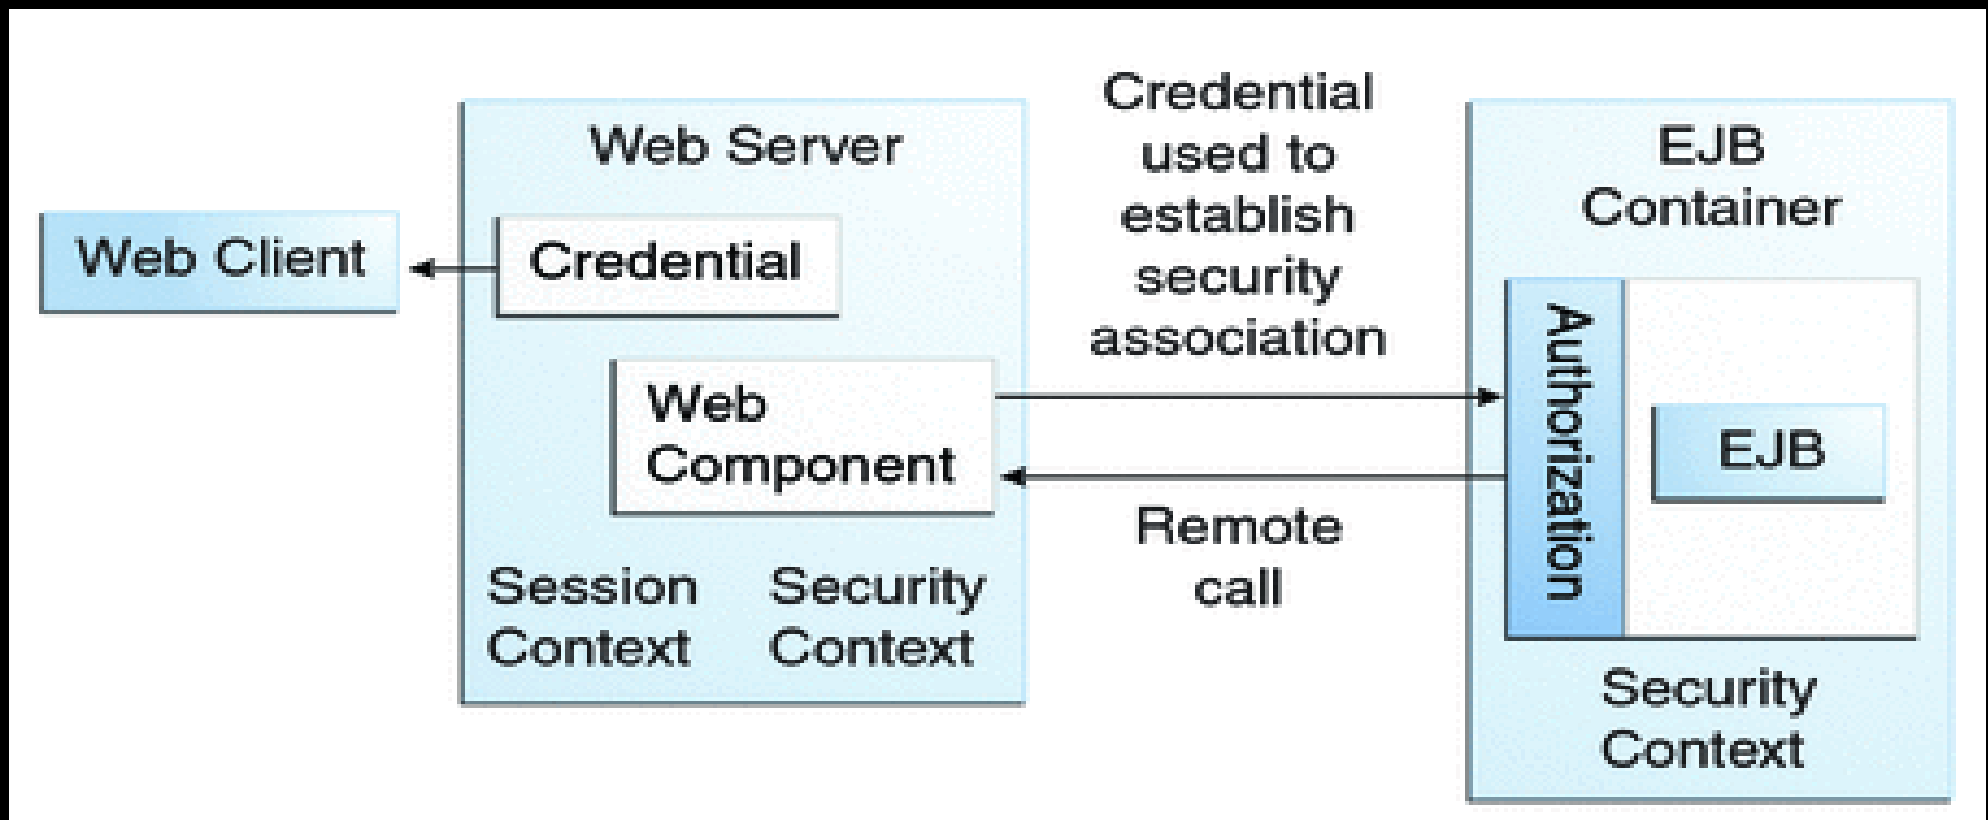 Web Client
Web Server
Credential
Web
Component
Session
Context
Security
Context
Credential
used to
establish
security
association
Remote
call
EJB
Container
Authorization
EJB
Security
Context